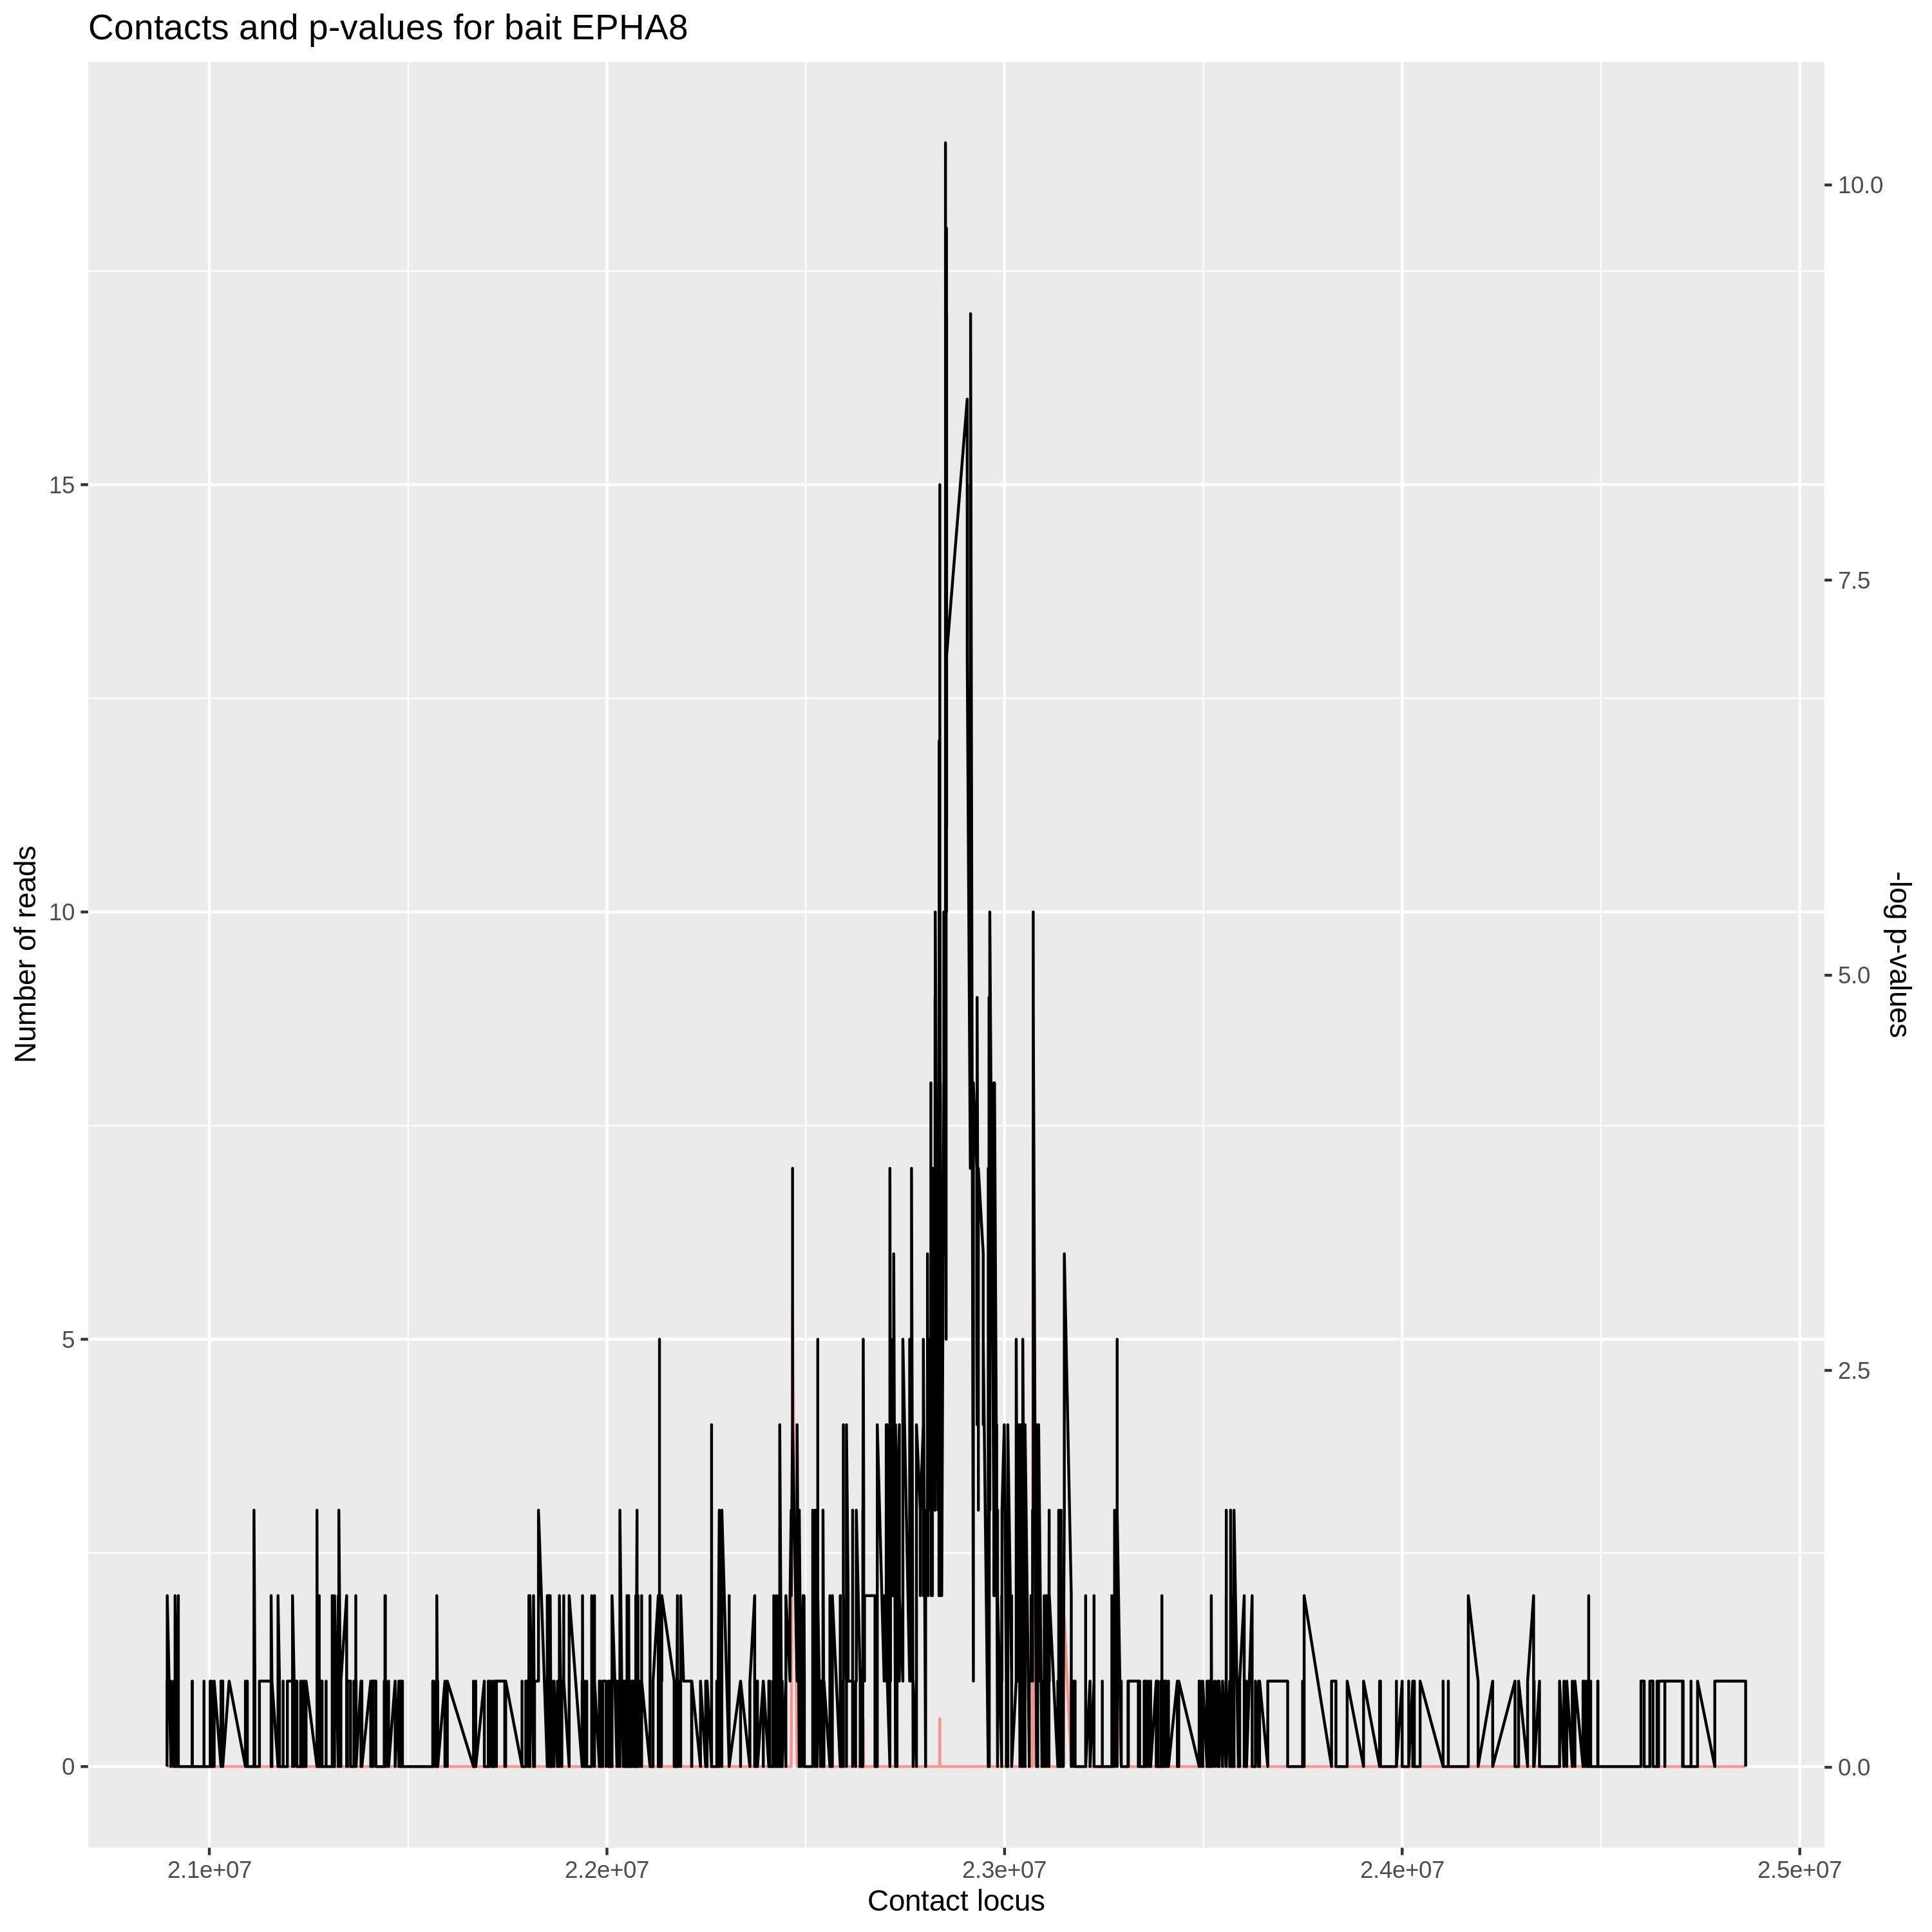 Contacts and p-values for bait EPHA8
10.0
15
7.5
Number of reads
10
5.0
-log p-values
5
2.5
0
0.0
2.1e+07
2.2e+07
2.3e+07
2.4e+07
2.5e+07
Contact locus